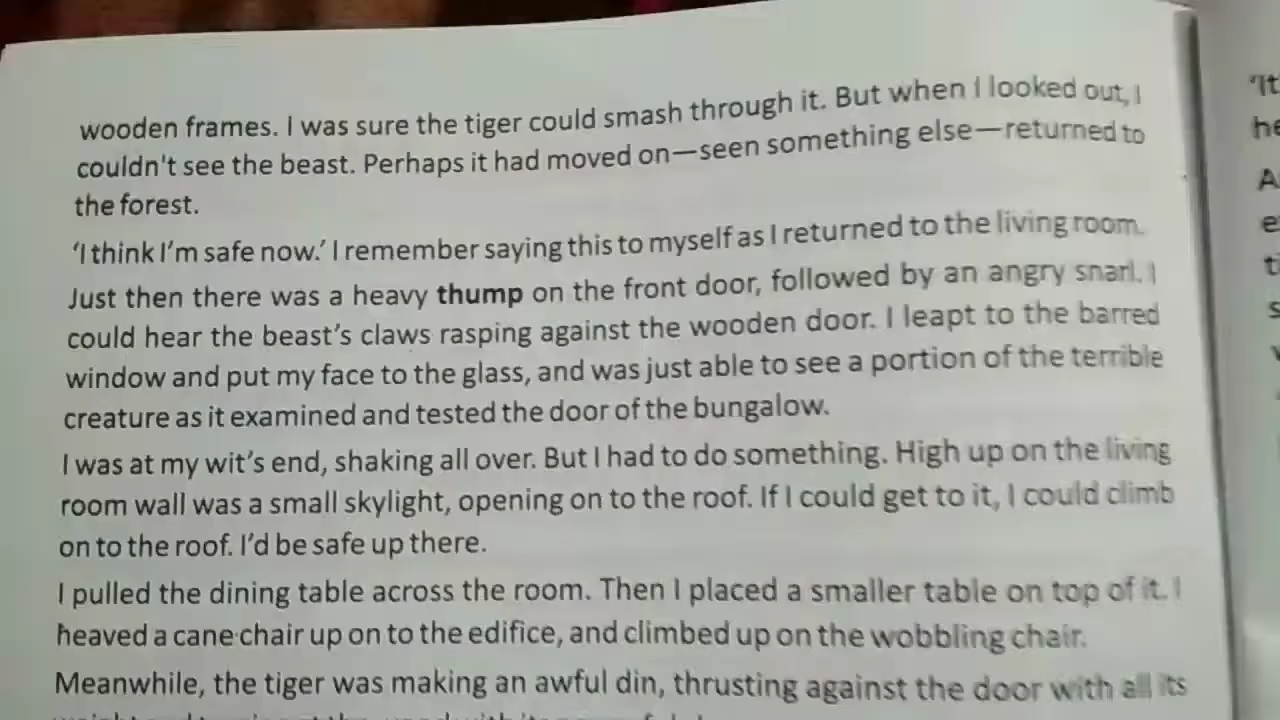 wooden frames. I was sure the tiger could smash through it. But when I looked out, I
couldn't see the beast. Perhaps it had moved on—seen something else—returned to
the forest.
‘I think I’m safe now.’ I remember saying this to myself as I returned to the living room.
Just then there was a heavy thump on the front door, followed by an angry snarl. I
could hear the beast’s claws rasping against the wooden door. I leapt to the barred
window and put my face to the glass, and was just able to see a portion of the terrible
creature as it examined and tested the door of the bungalow.
I was at my wit’s end, shaking all over. But I had to do something. High up on the living
room wall was a small skylight, opening on to the roof. If I could get to it, I could climb
on to the roof. I’d be safe up there.
I pulled the dining table across the room. Then I placed a smaller table on top of it. I
heaved a cane chair up on to the edifice, and climbed up on the wobbling chair.
Meanwhile, the tiger was making an awful din, thrusting against the door with all its